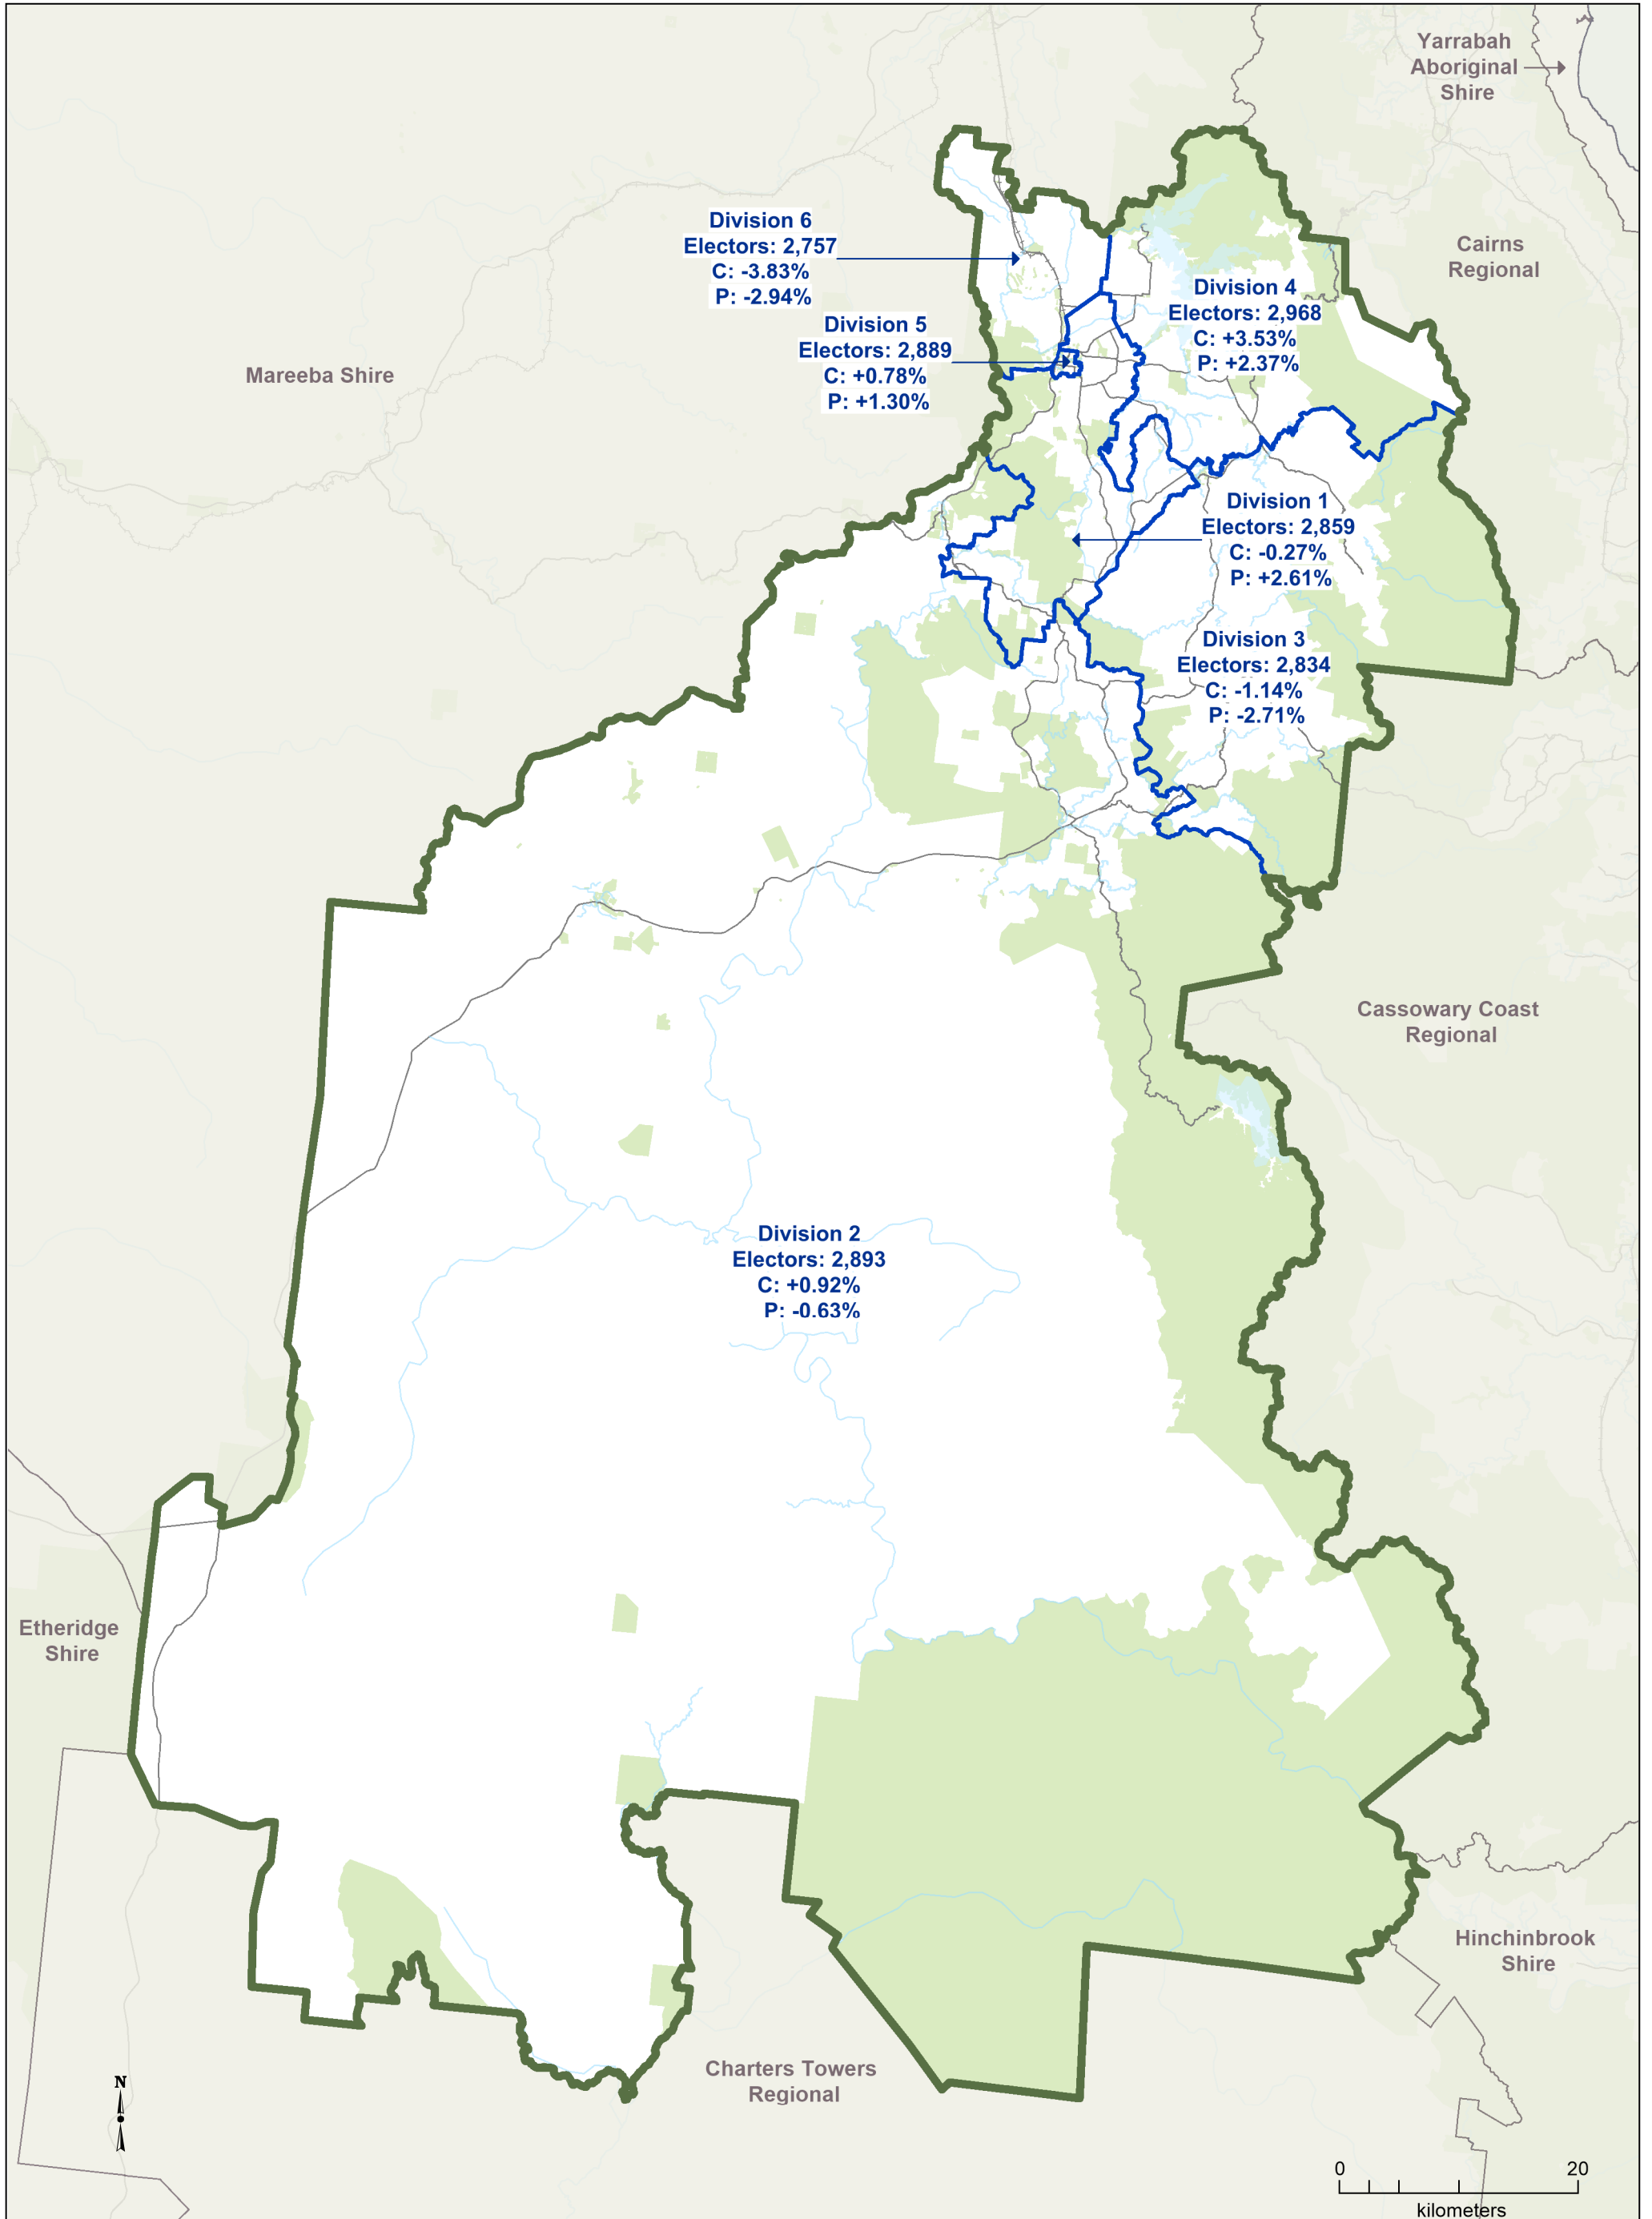 Yarrabah
Aboriginal
Shire
Cairns
Regional
Division 6
Electors: 2,757
C: -3.83%
P: -2.94%
Division 4
Electors: 2,968
C: +3.53%
P: +2.37%
Division 5
Electors: 2,889
C: +0.78%
P: +1.30%
Mareeba Shire
Division 1
Electors: 2,859
C: -0.27%
P: +2.61%
Division 3
Electors: 2,834
C: -1.14%
P: -2.71%
Cassowary Coast
Regional
Division 2
Electors: 2,893
C: +0.92%
P: -0.63%
Etheridge
Shire
Hinchinbrook
Shire
Charters Towers
Regional
N
0 20
kilometers